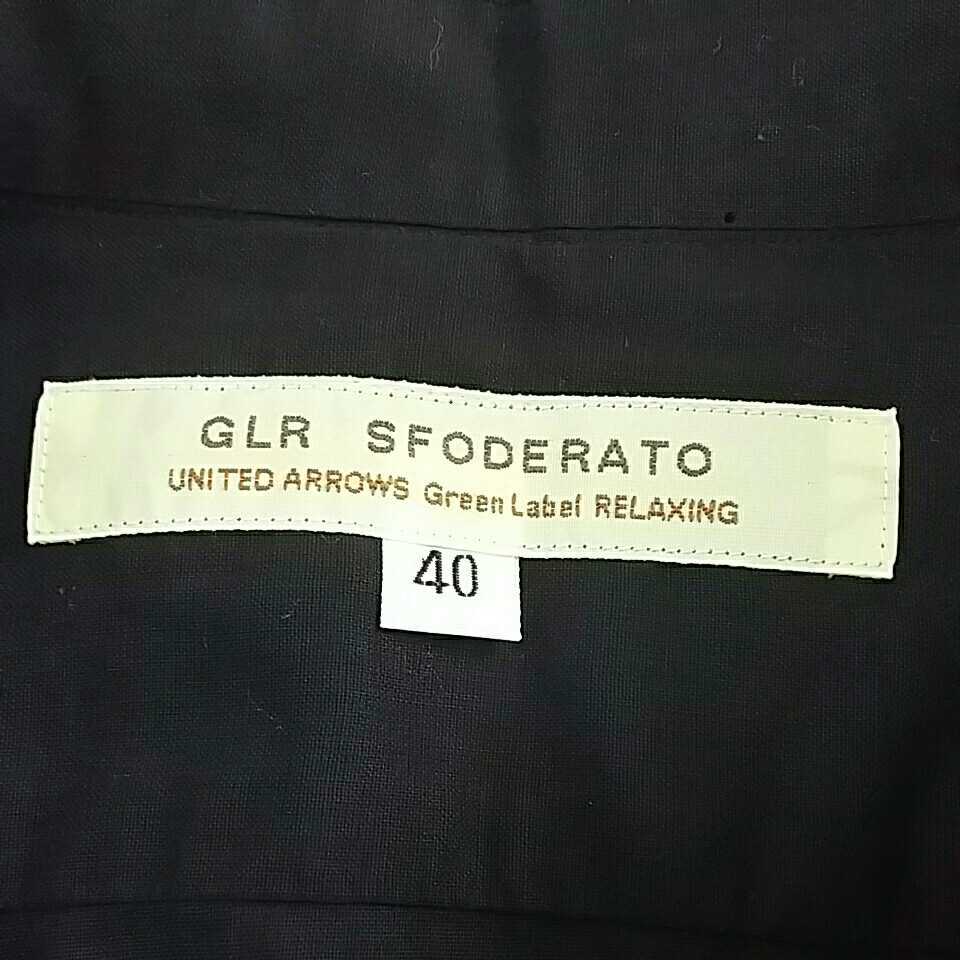 GLR SFODERATO
UNITED ARROWS Green Label RELAXING
40